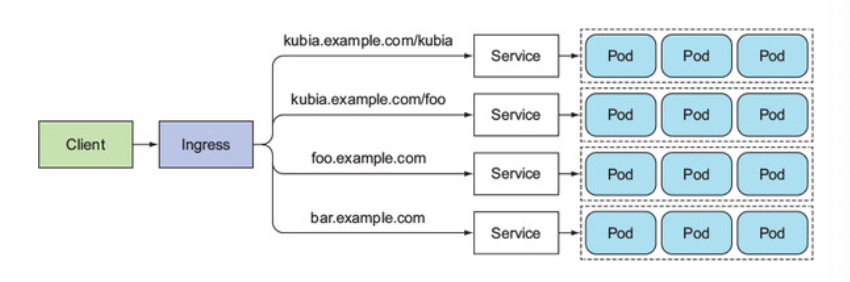 kubia.example.com/kubia
Service
Pod Pod Pod
kubia.example.com/foo
Service
Pod Pod Pod
Client
Ingress
foo.example.com
Service
Pod Pod Pod
bar.example.com
Service
Pod Pod Pod